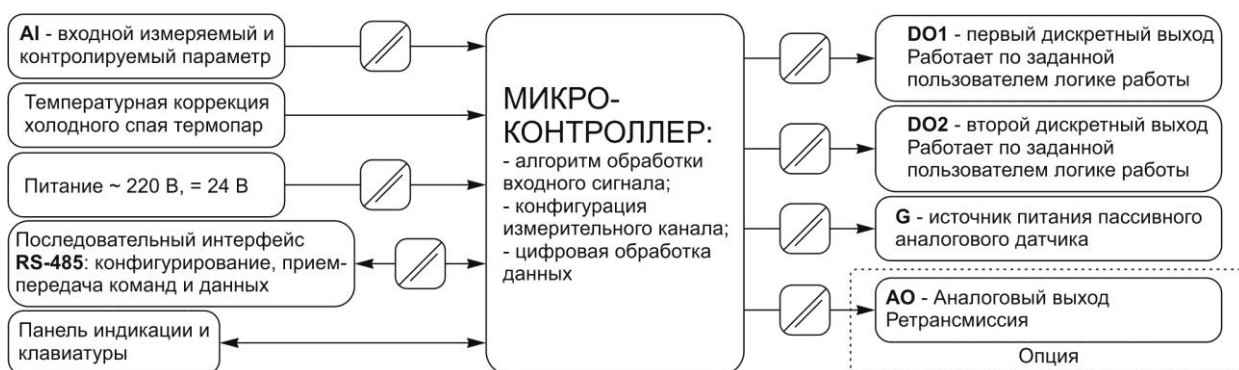 AI - входной измеряемый и
контролируемый параметр
Температурная коррекция
холодного спая термопар
Питание ~ 220 В, = 24 В
Последовательный интерфейс
RS-485: конфигурирование, прием-
передача команд и данных
Панель индикации и
клавиатуры
МИКРО-
КОНТРОЛЛЕР:
- алгоритм обработки
входного сигнала;
- конфигурация
измерительного канала;
- цифровая обработка
данных
DO1 - первый дискретный выход
Работает по заданной
пользователем логике работы
DO2 - второй дискретный выход
Работает по заданной
пользователем логике работы
G - источник питания пассивного
аналогового датчика
AO - Аналоговый выход
Ретрансмиссия
Опция